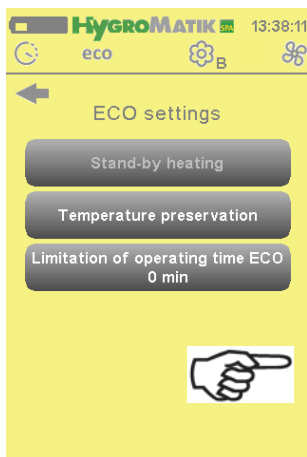 HYGROMATIK SPA 13:38:11
eco B
ECO settings
Stand-by heating
Temperature preservation
Limitation of operating time ECO
0 min